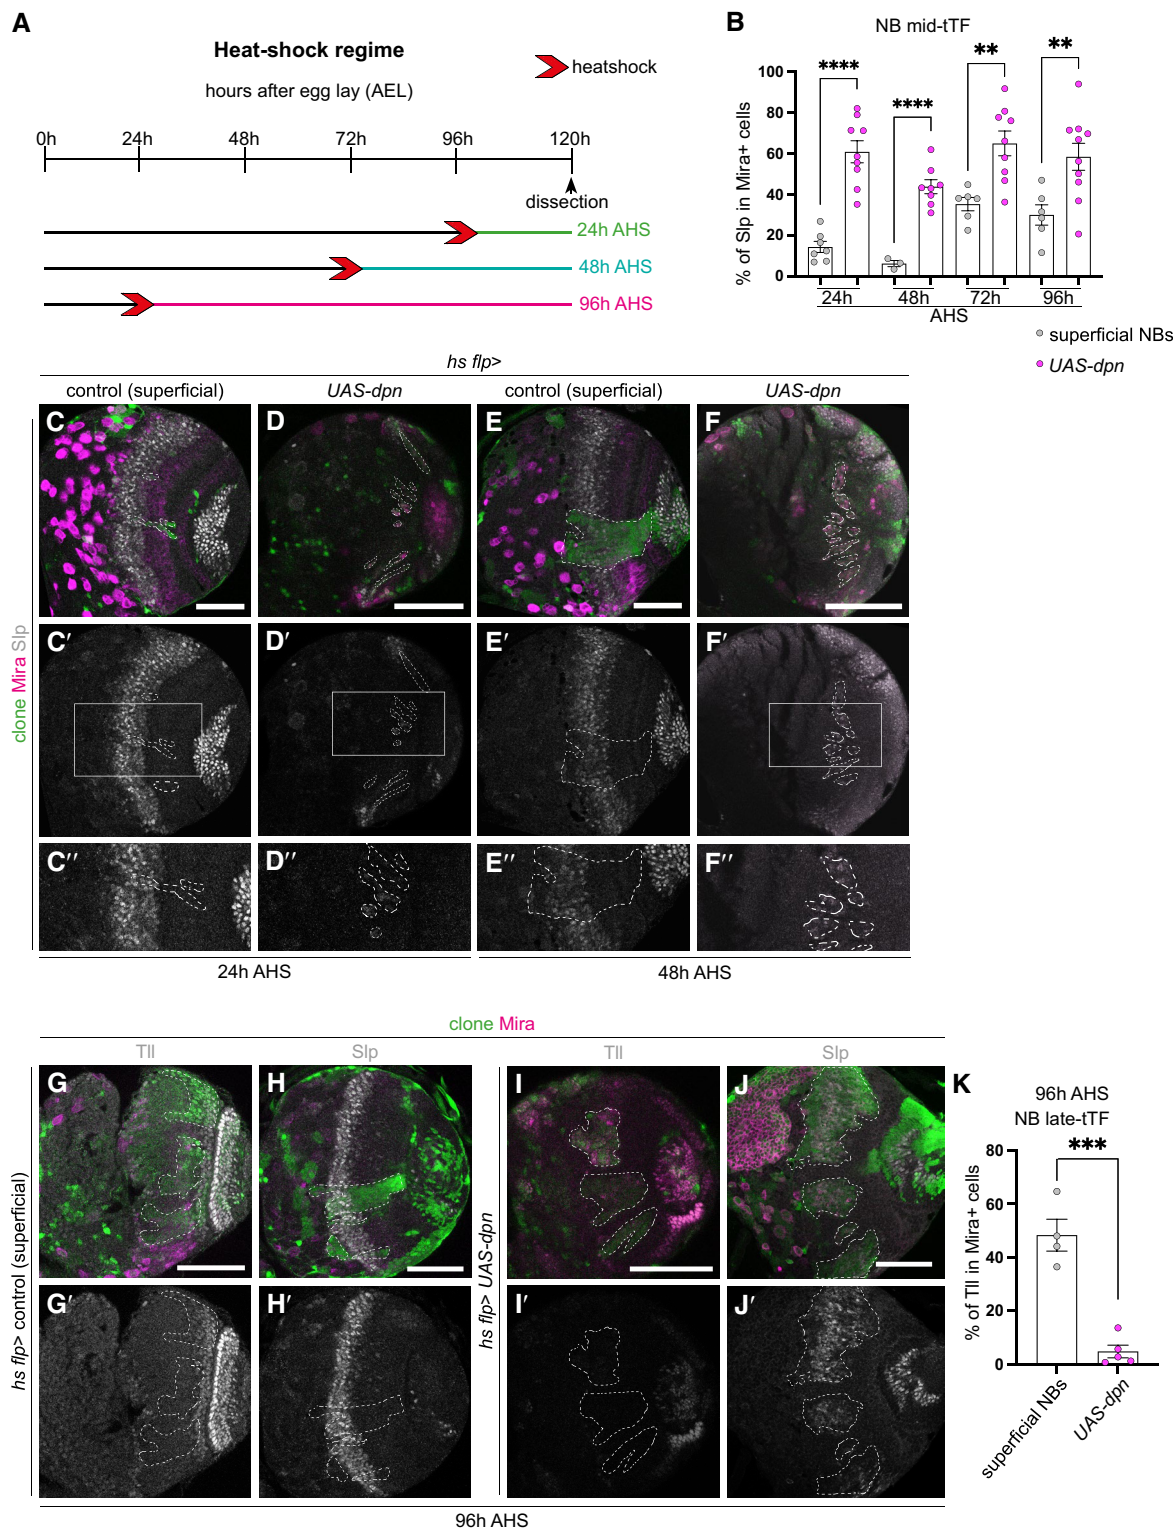 A
Heat-shock regime
heatshock
hours after egg lay (AEL)
0h 24h 48h 72h 96h 120h
dissection
24h AHS
48h AHS
96h AHS
B
NB mid-tTF
% of Slp in Mira+ cells
100
80
60
40
20
0
**** **** ** **
24h 48h 72h 96h
AHS
superficial NBs
UAS-dpn
hs flp>
control (superficial) UAS-dpn control (superficial) UAS-dpn
clone Mira Slp
C D E F
C′ D′ E′ F′
C″ D″ E″ F″
24h AHS 48h AHS
clone Mira
Tll Slp Tll Slp
hs flp> control (superficial)
hs flp> UAS-dpn
G H I J
G′ H′ I′ J′
96h AHS
K
96h AHS
NB late-tTF
% of Tll in Mira+ cells
80
60
40
20
0
***
superficial NBs
UAS-dpn